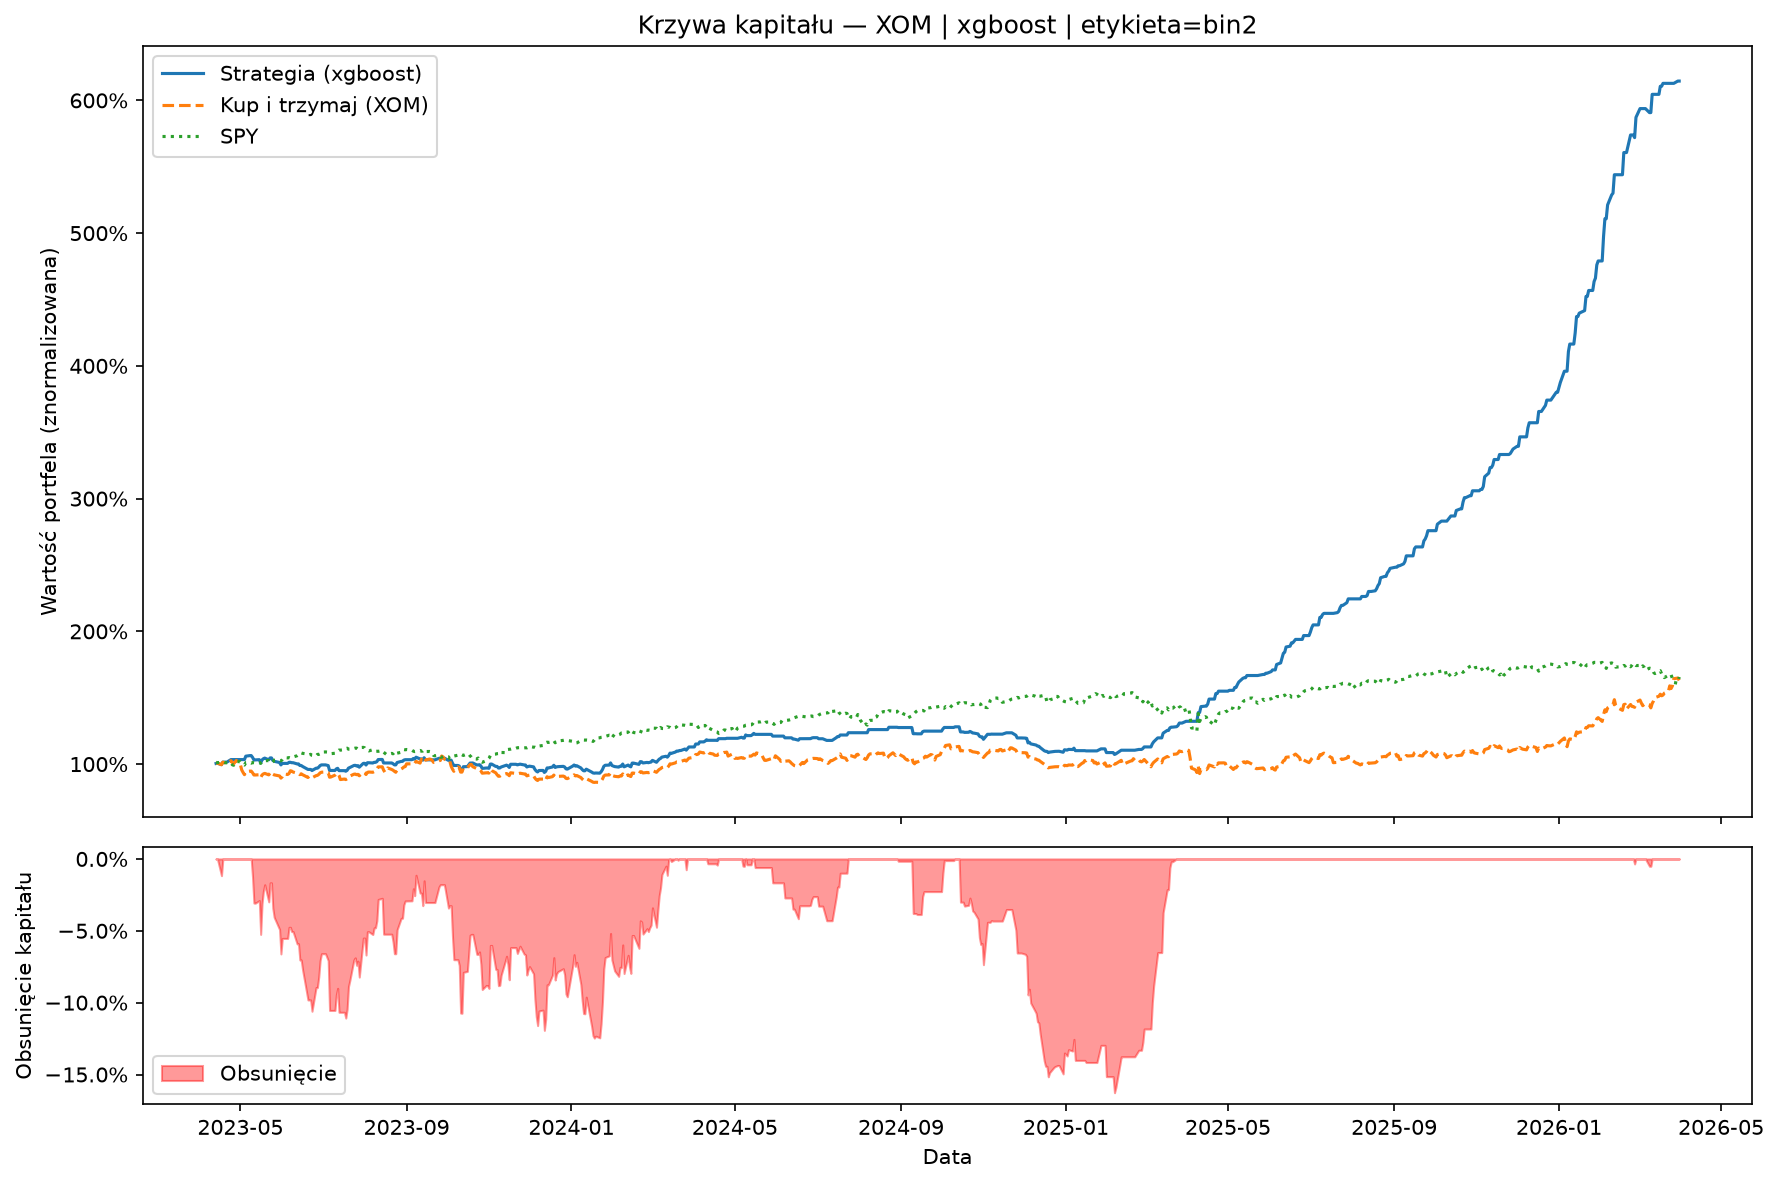 Krzywa kapitału — XOM | xgboost | etykieta=bin2
Strategia (xgboost)
Kup i trzymaj (XOM)
SPY
Wartość portfela (znormalizowana)
600%
500%
400%
300%
200%
100%
Obsunięcie kapitału
0.0%
−5.0%
−10.0%
−15.0%
Obsunięcie
2023-05
2023-09
2024-01
2024-05
2024-09
2025-01
2025-05
2025-09
2026-01
2026-05
Data